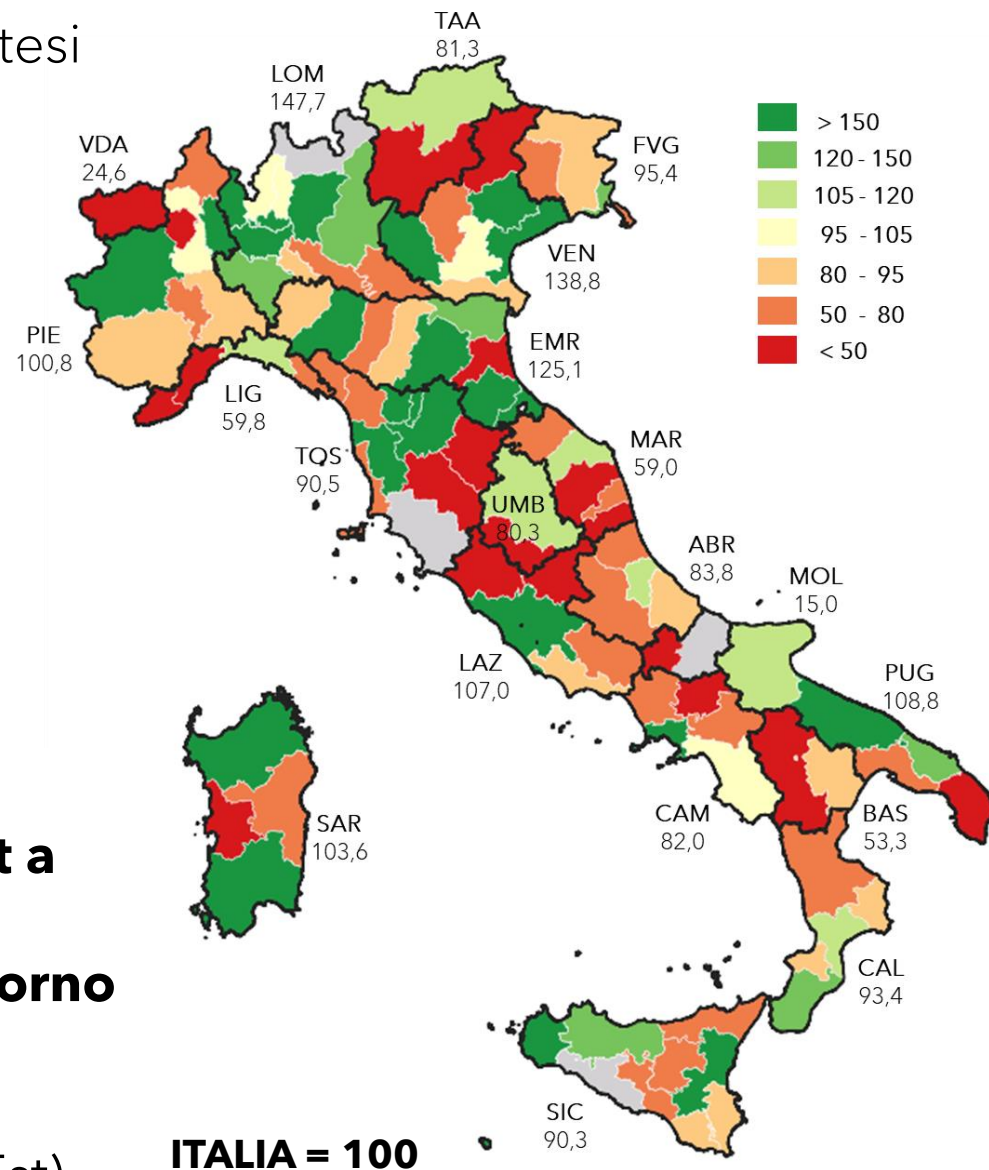 tesi
TAA
81,3
LOM
147,7
VDA
24,6
FVG
95,4
VEN
138,8
PIE
100,8
EMR
125,1
LIG
59,8
TOS
90,5
MAR
59,0
UMB
80,3
ABR
83,8
MOL
15,0
LAZ
107,0
PUG
108,8
CAM
82,0
BAS
53,3
SAR
103,6
CAL
93,4
SIC
90,3
> 150
120 - 150
105 - 120
95 - 105
80 - 95
50 - 80
< 50
t a
orno
ITALIA = 100